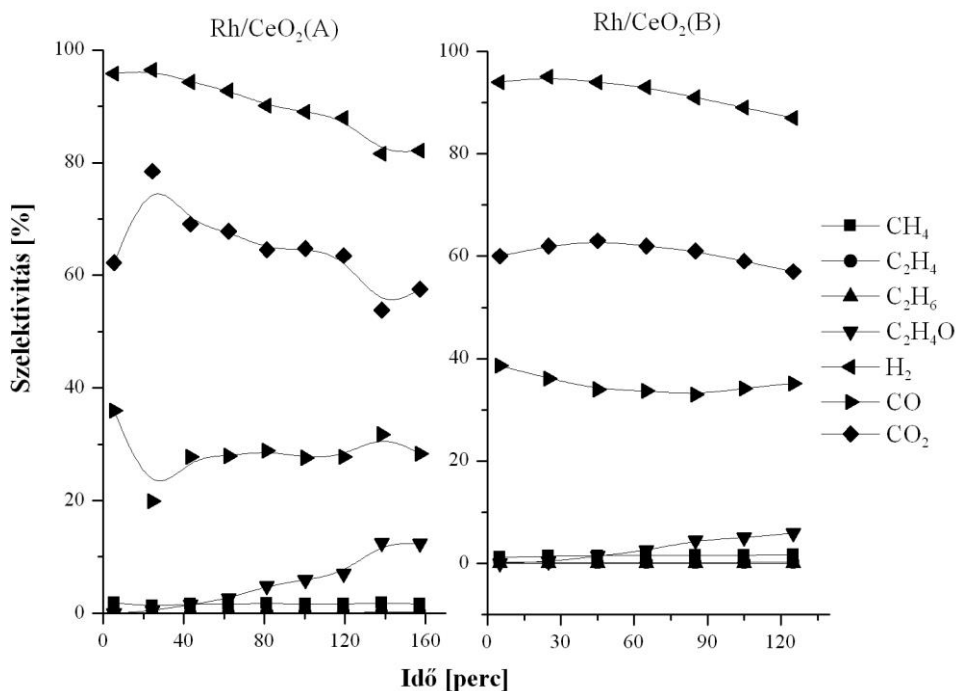 Rh/CeO₂(A)
Rh/CeO₂(B)
Szelektivitás [%]
100
80
60
40
20
0
0
40
80
120
160
100
80
60
40
20
0
0
30
60
90
120
CH₄
C₂H₄
C₂H₆
C₂H₄O
H₂
CO
CO₂
Idő [perc]